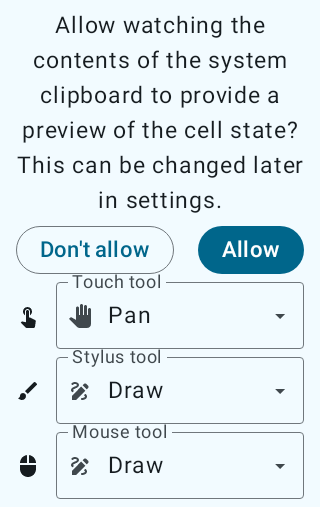 Allow watching the
contents of the system
clipboard to provide a
preview of the cell state?
This can be changed later
in settings.
Don't allow
Allow
Touch tool
Pan
Stylus tool
Draw
Mouse tool
Draw